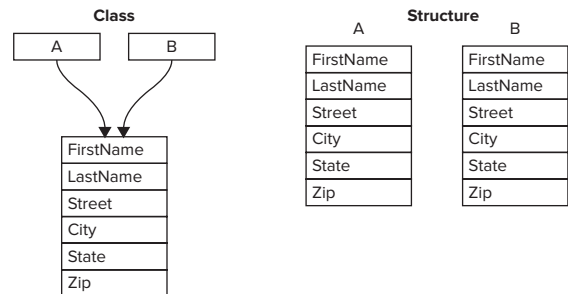 Class
A
B
FirstName
LastName
Street
City
State
Zip
Structure
A
B
FirstName
LastName
Street
City
State
Zip
FirstName
LastName
Street
City
State
Zip